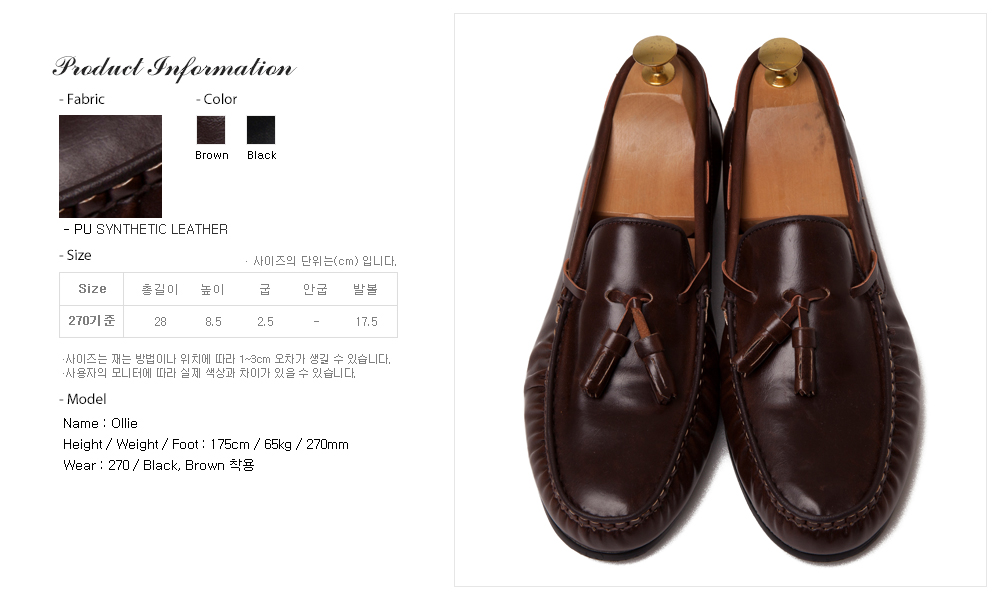 Product Information
- Fabric
- Color
Brown Black
- PU SYNTHETIC LEATHER
- Size
· 사이즈의 단위는(cm) 입니다.
Size 총길이 높이 굽 안굽 발볼
270기준 28 8.5 2.5 - 17.5
·사이즈는 재는 방법이나 위치에 따라 1~3cm 오차가 생길 수 있습니다.
·사용자의 모니터에 따라 실제 색상과 차이가 있을 수 있습니다.
- Model
Name : Ollie
Height / Weight / Foot : 175cm / 65kg / 270mm
Wear : 270 / Black, Brown 착용